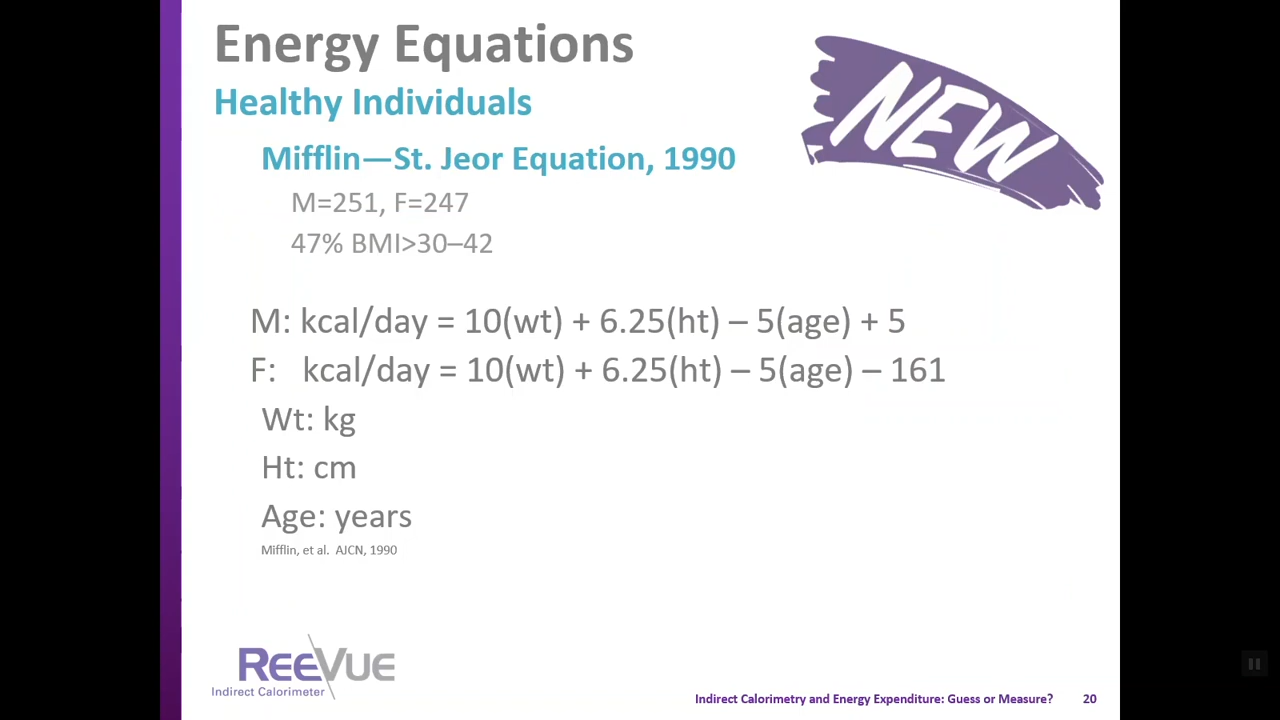 Energy Equations
NEW
Healthy Individuals
Mifflin—St. Jeor Equation, 1990
M=251, F=247
47% BMI>30–42
M: kcal/day = 10(wt) + 6.25(ht) – 5(age) + 5
F: kcal/day = 10(wt) + 6.25(ht) – 5(age) – 161
Wt: kg
Ht: cm
Age: years
Mifflin, et al. AJCN, 1990
REEVUE
Indirect Calorimeter
Indirect Calorimetry and Energy Expenditure: Guess or Measure? 20